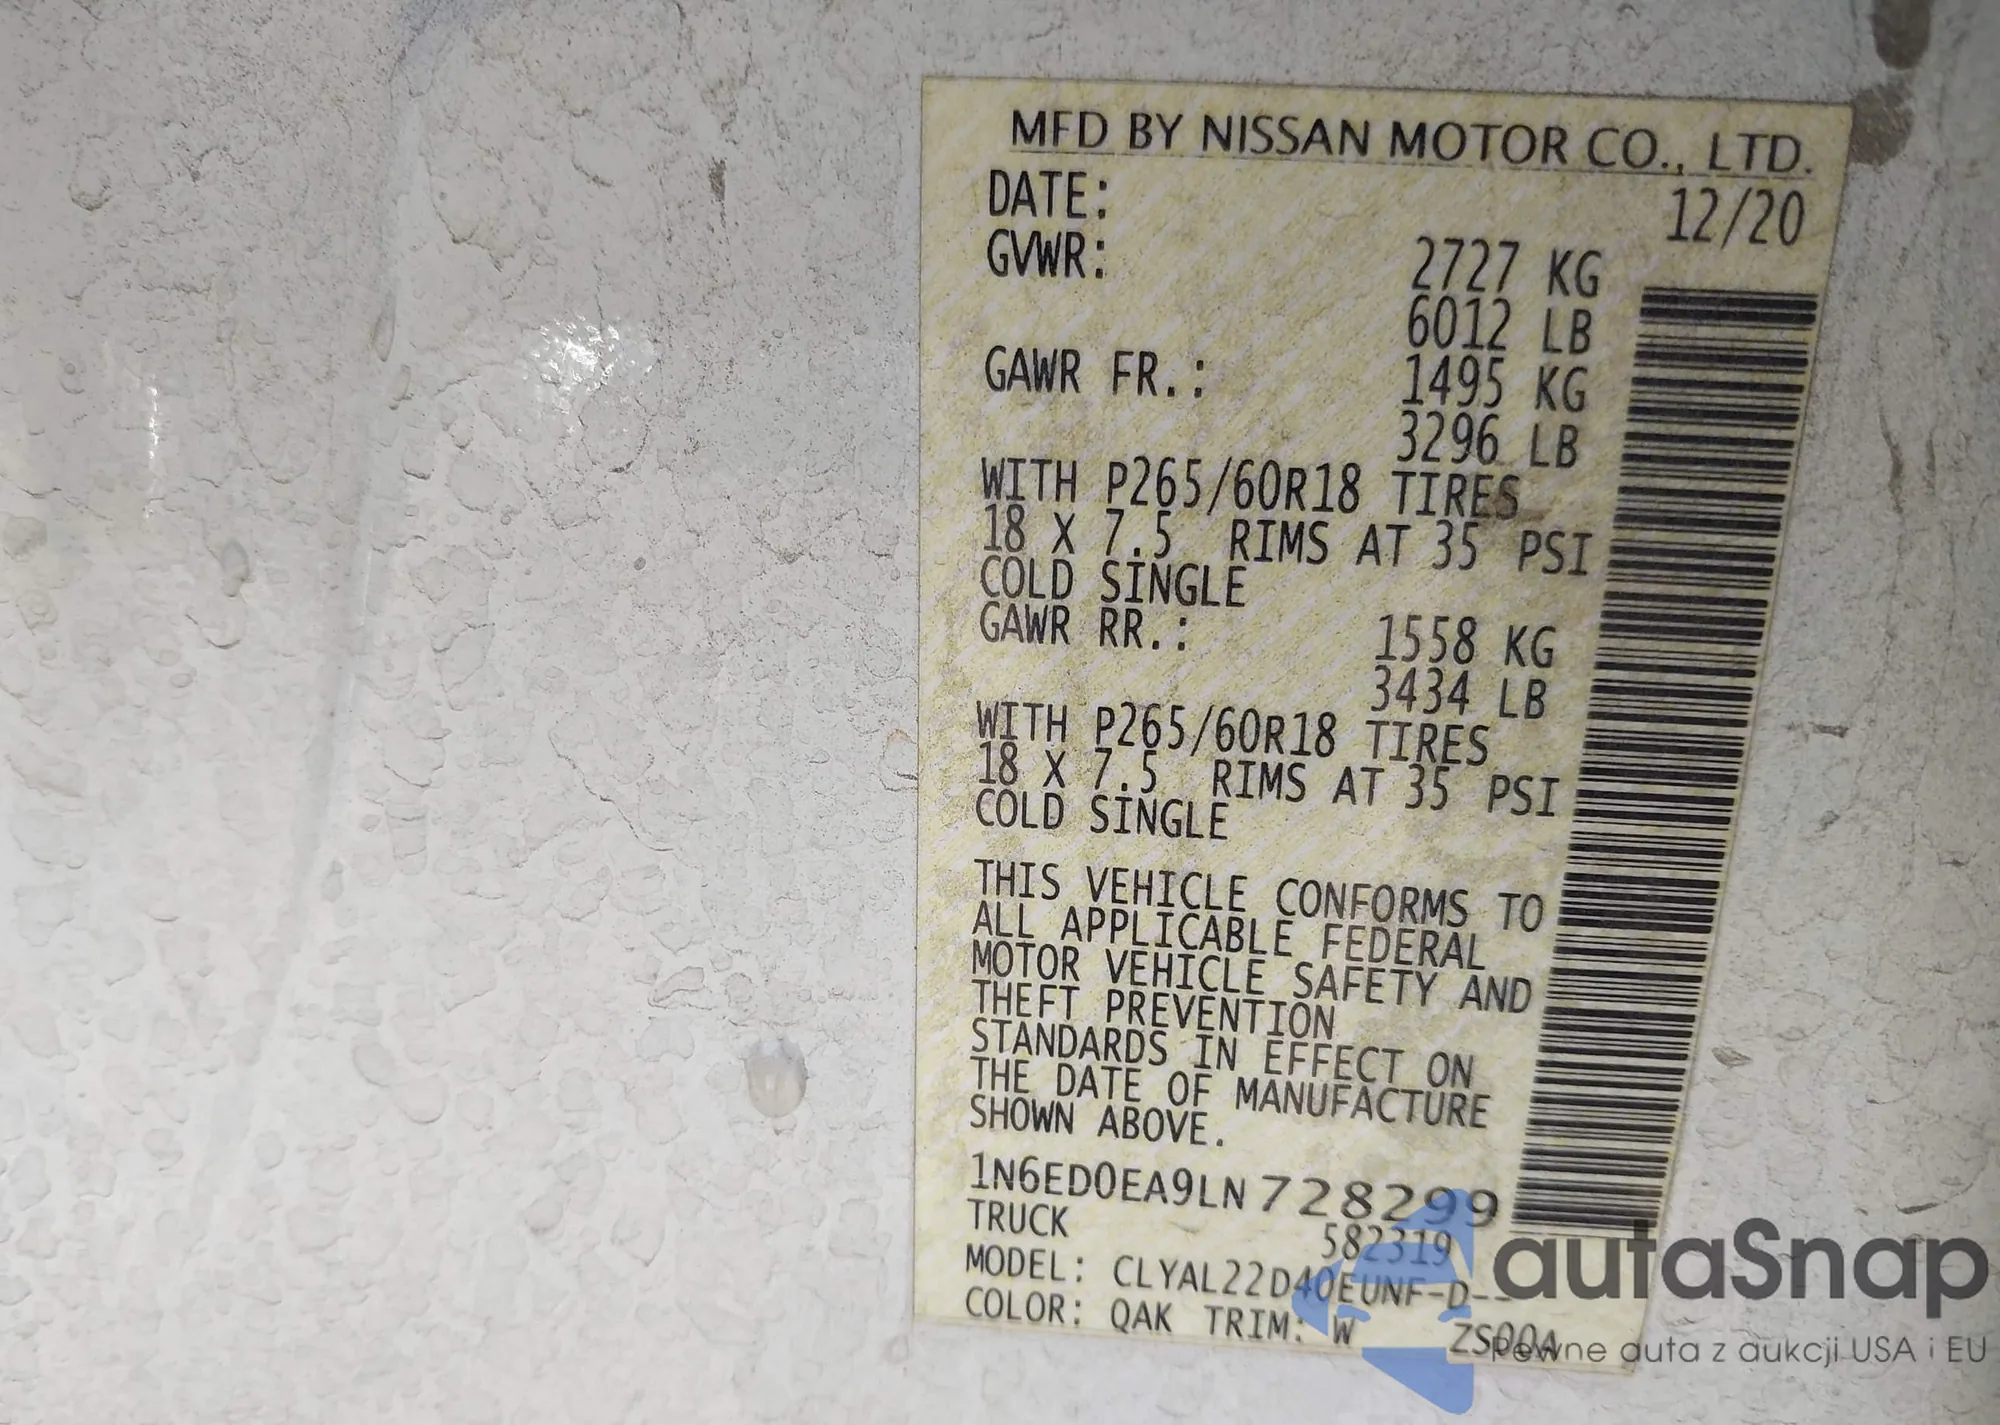 MFD BY NISSAN MOTOR CO., LTD.
DATE: 12/20
GVWR: 2727 KG
6012 LB
GAWR FR.: 1495 KG
3296 LB
WITH P265/60R18 TIRES
18 X 7.5 RIMS AT 35 PSI
COLD SINGLE
GAWR RR.: 1558 KG
3434 LB
WITH P265/60R18 TIRES
18 X 7.5 RIMS AT 35 PSI
COLD SINGLE
THIS VEHICLE CONFORMS TO
ALL APPLICABLE FEDERAL
MOTOR VEHICLE SAFETY AND
THEFT PREVENTION
STANDARDS IN EFFECT ON
THE DATE OF MANUFACTURE
SHOWN ABOVE.
1N6ED0EA9LN728299
TRUCK 582319
MODEL: CLYAL22D40EUNF-D--
COLOR: QAK TRIM: W ZS00A
autaSnap
Pewne auta z aukcji USA i EU